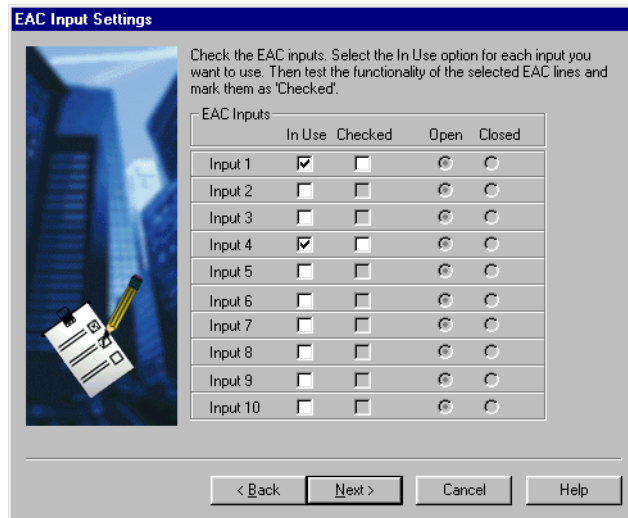 EAC Input Settings
Check the EAC inputs. Select the In Use option for each input you
want to use. Then test the functionality of the selected EAC lines and
mark them as 'Checked'.
EAC Inputs
In Use Checked Open Closed
Input 1
Input 2
Input 3
Input 4
Input 5
Input 6
Input 7
Input 8
Input 9
Input 10
< Back Next > Cancel Help